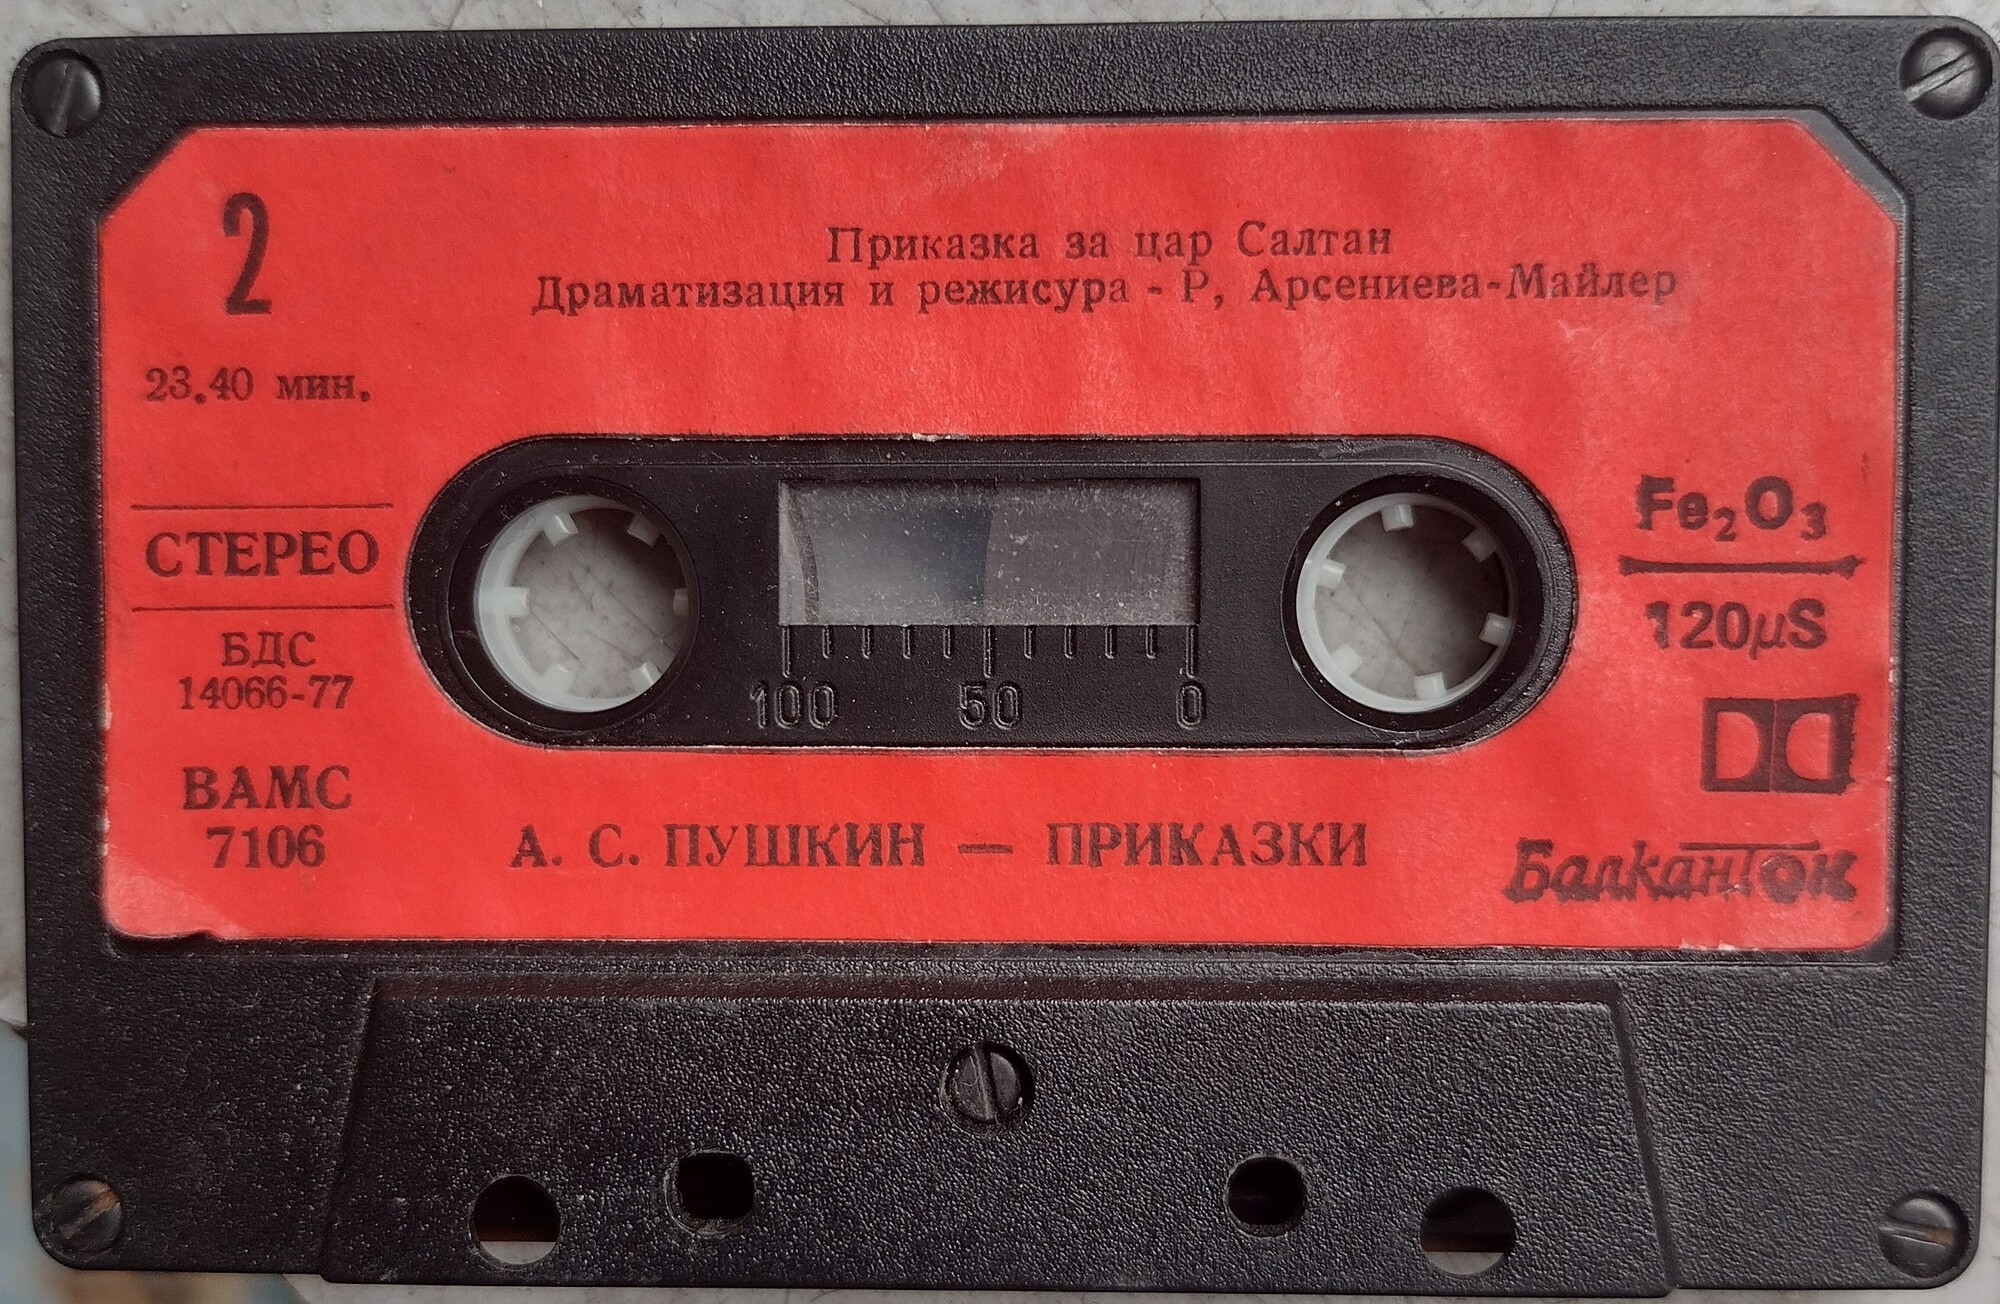 2
Приказка за цар Салтан
Драматизация и режисура - Р, Арсениева-Майлер
23.40 мин.
СТЕРЕО
БДС
14066-77
ВАМС
7106
100 50 0
Fe₂O₃
120µS
А. С. ПУШКИН — ПРИКАЗКИ
Балкантон